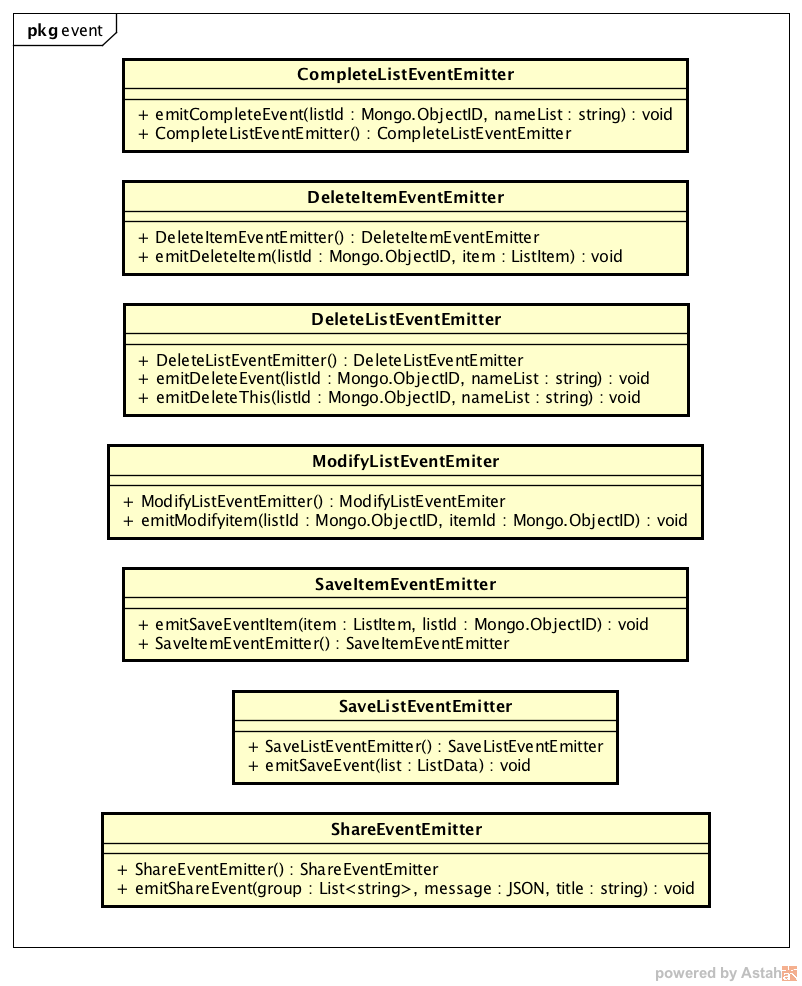 pkg event
CompleteListEventEmitter
+ emitCompleteEvent(listId : Mongo.ObjectID, nameList : string) : void
+ CompleteListEventEmitter() : CompleteListEventEmitter
DeleteItemEventEmitter
+ DeleteItemEventEmitter() : DeleteItemEventEmitter
+ emitDeleteItem(listId : Mongo.ObjectID, item : ListItem) : void
DeleteListEventEmitter
+ DeleteListEventEmitter() : DeleteListEventEmitter
+ emitDeleteEvent(listId : Mongo.ObjectID, nameList : string) : void
+ emitDeleteThis(listId : Mongo.ObjectID, nameList : string) : void
ModifyListEventEmiter
+ ModifyListEventEmitter() : ModifyListEventEmiter
+ emitModifyitem(listId : Mongo.ObjectID, itemId : Mongo.ObjectID) : void
SaveItemEventEmitter
+ emitSaveEventItem(item : ListItem, listId : Mongo.ObjectID) : void
+ SaveItemEventEmitter() : SaveItemEventEmitter
SaveListEventEmitter
+ SaveListEventEmitter() : SaveListEventEmitter
+ emitSaveEvent(list : ListData) : void
ShareEventEmitter
+ ShareEventEmitter() : ShareEventEmitter
+ emitShareEvent(group : List<string>, message : JSON, title : string) : void
powered by Astah